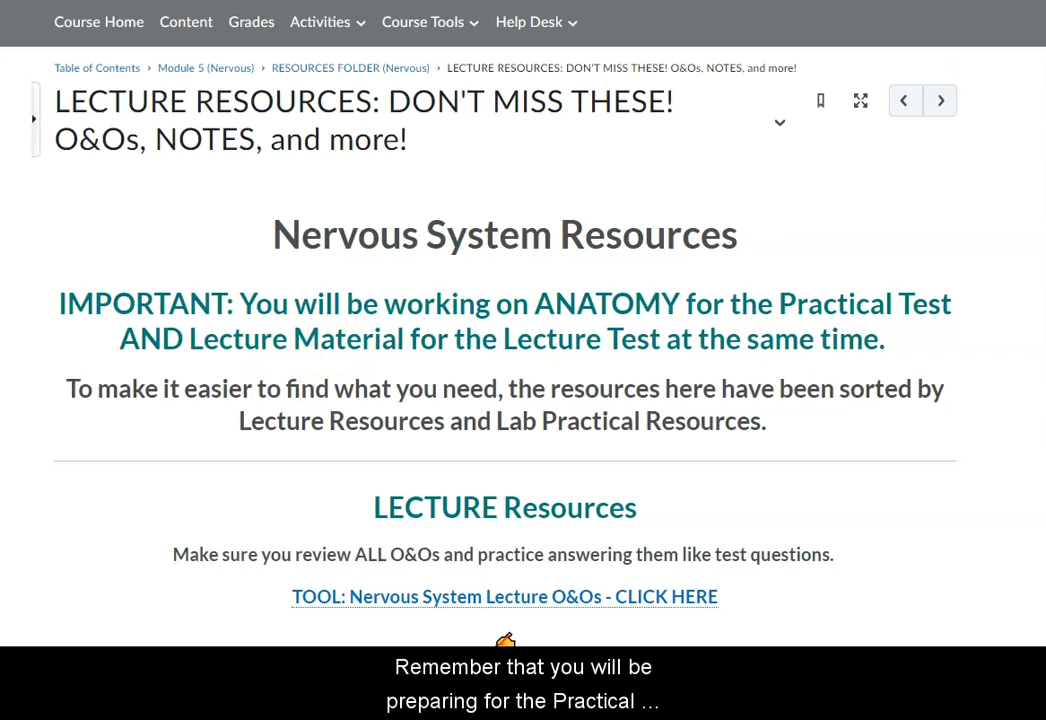 Course Home Content Grades Activities Course Tools Help Desk
Table of Contents › Module 5 (Nervous) › RESOURCES FOLDER (Nervous) › LECTURE RESOURCES: DON'T MISS THESE! O&Os, NOTES, and more!
LECTURE RESOURCES: DON'T MISS THESE!
O&Os, NOTES, and more!
Nervous System Resources
IMPORTANT: You will be working on ANATOMY for the Practical Test
AND Lecture Material for the Lecture Test at the same time.
To make it easier to find what you need, the resources here have been sorted by
Lecture Resources and Lab Practical Resources.
LECTURE Resources
Make sure you review ALL O&Os and practice answering them like test questions.
TOOL: Nervous System Lecture O&Os - CLICK HERE
Remember that you will be
preparing for the Practical ...